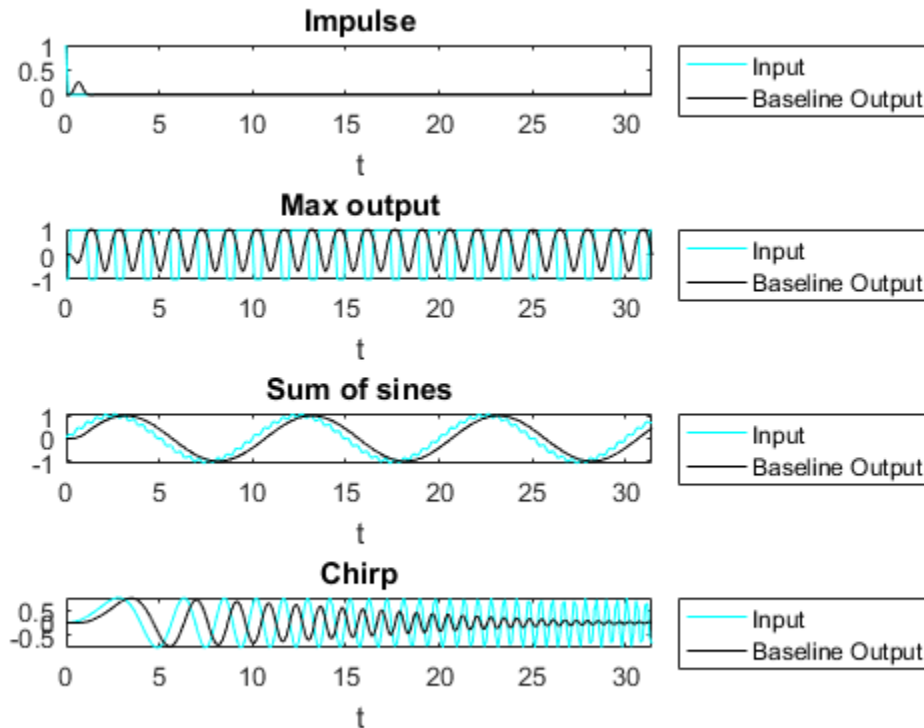 Impulse
1
0.5
0
0 5 10 15 20 25 30
t
Input
Baseline Output
Max output
1
0
-1
0 5 10 15 20 25 30
t
Input
Baseline Output
Sum of sines
1
0
-1
0 5 10 15 20 25 30
t
Input
Baseline Output
Chirp
0.5
0
-0.5
0 5 10 15 20 25 30
t
Input
Baseline Output